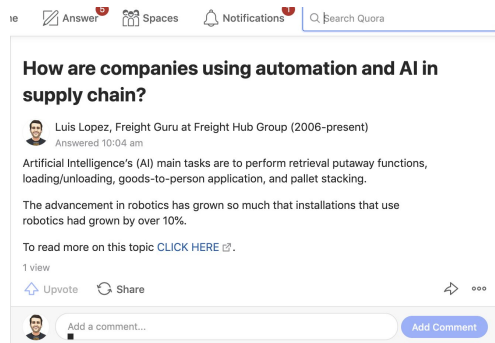 ne Answer 5 Spaces Notifications 1 Search Quora
How are companies using automation and AI in
supply chain?
Luis Lopez, Freight Guru at Freight Hub Group (2006-present)
Answered 10:04 am
Artificial Intelligence's (AI) main tasks are to perform retrieval putaway functions,
loading/unloading, goods-to-person application, and pallet stacking.
The advancement in robotics has grown so much that installations that use
robotics had grown by over 10%.
To read more on this topic CLICK HERE.
1 view
Upvote Share
Add a comment... Add Comment